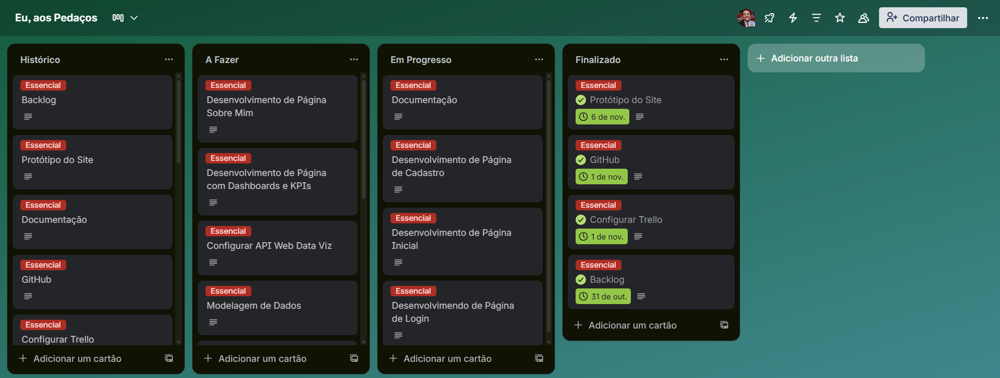 Eu, aos Pedaços
Compartilhar
Histórico
Essencial
Backlog
Essencial
Protótipo do Site
Essencial
Documentação
Essencial
GitHub
Essencial
Configurar Trello
Adicionar um cartão
A Fazer
Essencial
Desenvolvimento de Página
Sobre Mim
Essencial
Desenvolvimento de Página
com Dashboards e KPIs
Essencial
Configurar API Web Data Viz
Essencial
Modelagem de Dados
Adicionar um cartão
Em Progresso
Essencial
Documentação
Essencial
Desenvolvimento de Página
de Cadastro
Essencial
Desenvolvimento de Página
Inicial
Essencial
Desenvolvimendo de Página
de Login
Adicionar um cartão
Finalizado
Essencial
Protótipo do Site
6 de nov.
Essencial
GitHub
1 de nov.
Essencial
Configurar Trello
1 de nov.
Essencial
Backlog
31 de out.
Adicionar um cartão
Adicionar outra lista